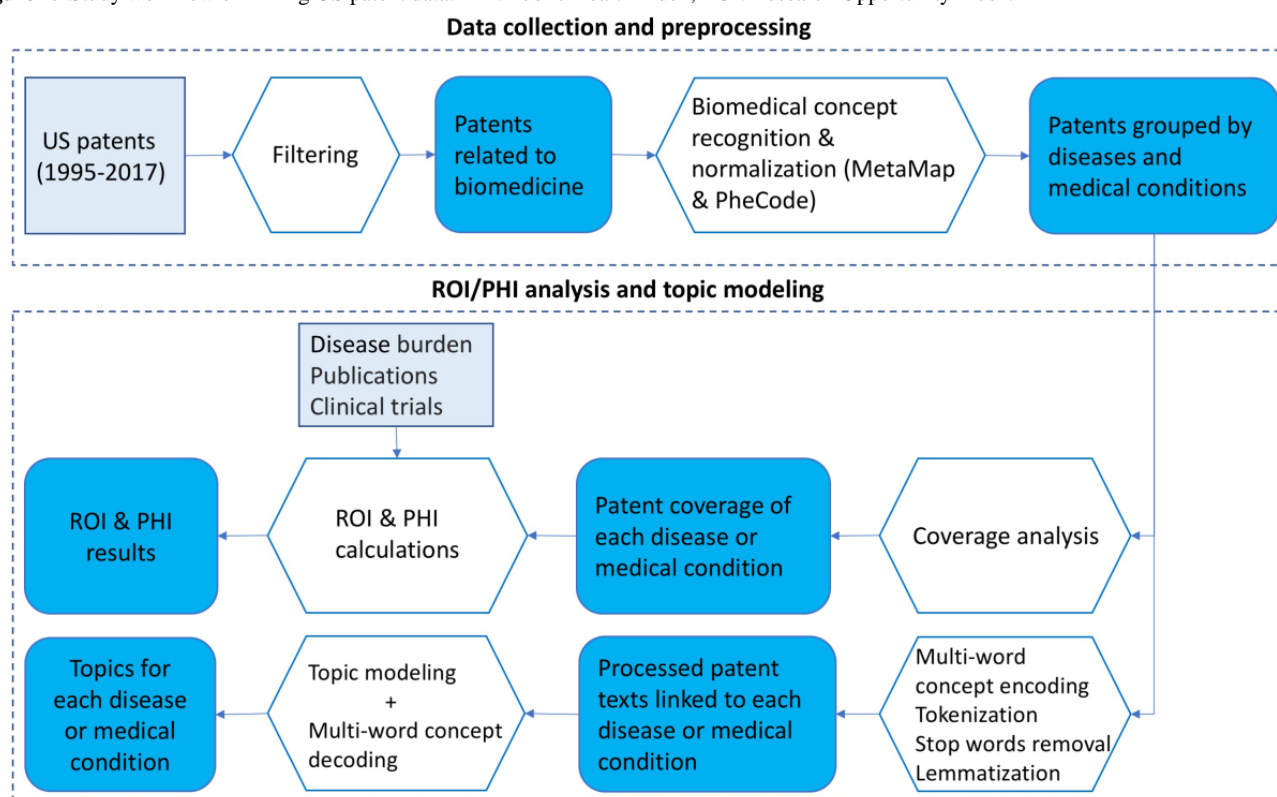 Data collection and preprocessing
US patents
(1995-2017)
Filtering
Patents
related to
biomedicine
Biomedical concept
recognition &
normalization (MetaMap
& PheCode)
Patents grouped by
diseases and
medical conditions
ROI/PHI analysis and topic modeling
Disease burden
Publications
Clinical trials
ROI & PHI
results
ROI & PHI
calculations
Patent coverage of
each disease or
medical condition
Coverage analysis
Topics for
each disease
or medical
condition
Topic modeling
+
Multi-word concept
decoding
Processed patent
texts linked to each
disease or medical
condition
Multi-word
concept encoding
Tokenization
Stop words removal
Lemmatization